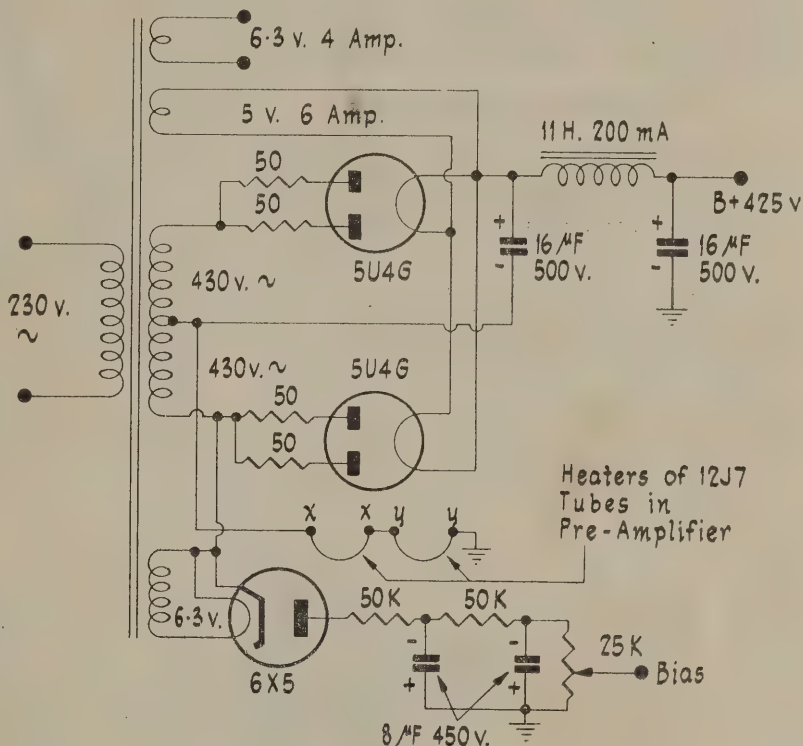 6·3 v. 4 Amp.
5 v. 6 Amp.
11 H. 200 mA
50
50
B+425 v
+
-
16 µF
500 v.
+
-
16 µF
500 v.
5U4G
430 v. ~
230 v.
~
430 v. ~
5U4G
50
50
Heaters of 12J7
Tubes in
Pre-Amplifier
x x y y
6·3 v.
50K 50K
25 K
-
+
-
+
Bias
6X5
8 µF 450 v.